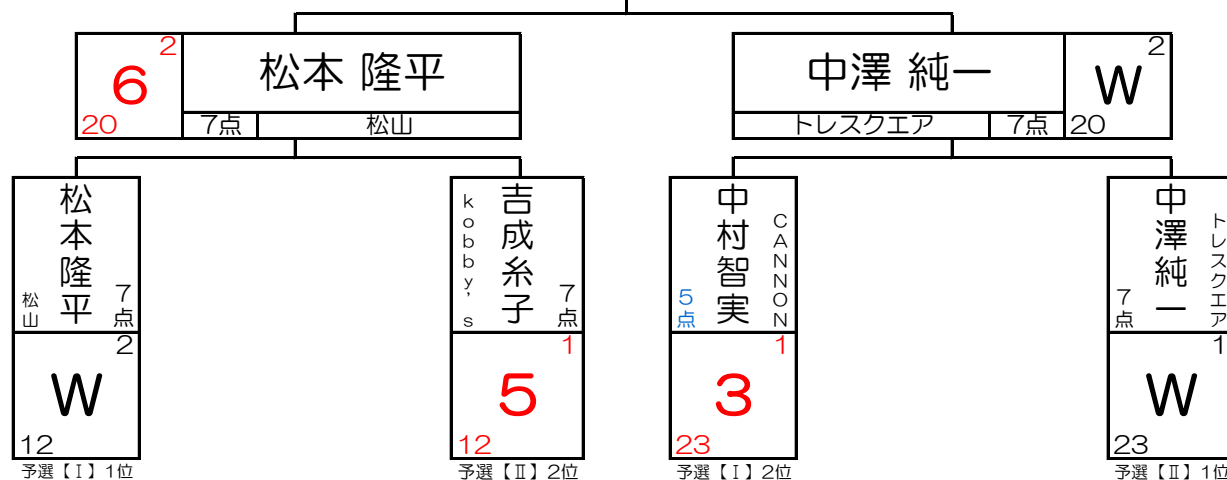 2
6
20
松本 隆平
7点
松山
中澤 純一
トレスクエア
7点
2
W
20
松本隆平
松山
7点
2
W
12
予選【Ⅰ】1位
kobby's
吉成糸子
7点
1
5
12
予選【Ⅱ】2位
5点
中村智実
CANNON
1
3
23
予選【Ⅰ】2位
7点
中澤純一
トレスクエア
1
W
23
予選【Ⅱ】1位